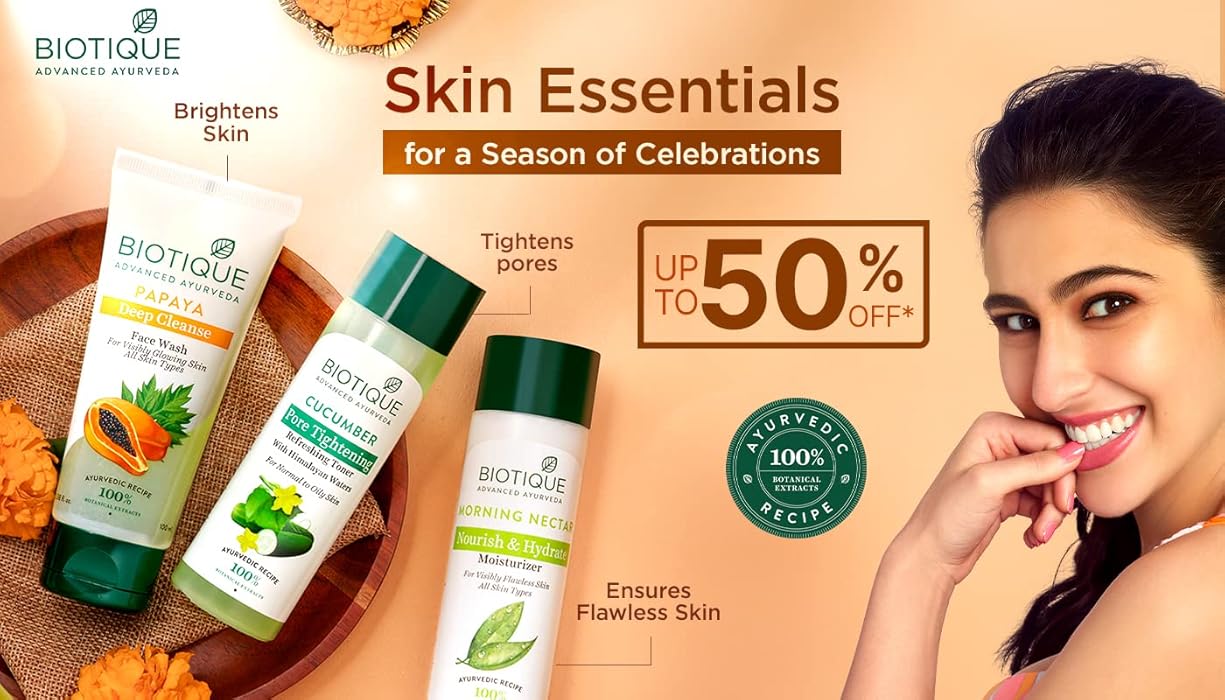 BIOTIQUE
ADVANCED AYURVEDA
Skin Essentials
for a Season of Celebrations
UP TO 50% OFF*
Brightens
Skin
Tightens
pores
Ensures
Flawless Skin
BIOTIQUE
ADVANCED AYURVEDA
PAPAYA
Deep Cleanse
Face Wash
For Visibly Glowing Skin
All Skin Types
AYURVEDIC RECIPE
100%
BOTANICAL EXTRACTS
BIOTIQUE
ADVANCED AYURVEDA
CUCUMBER
Pore Tightening
Refreshing Toner
With Himalayan Waters
For Normal to Oily Skin
AYURVEDIC RECIPE
100%
BOTANICAL EXTRACTS
BIOTIQUE
ADVANCED AYURVEDA
MORNING NECTAR
Nourish & Hydrate
Moisturizer
For Visibly Flawless Skin
All Skin Types
AYURVEDIC RECIPE
100%
AYURVEDIC
100%
BOTANICAL
EXTRACTS
RECIPE